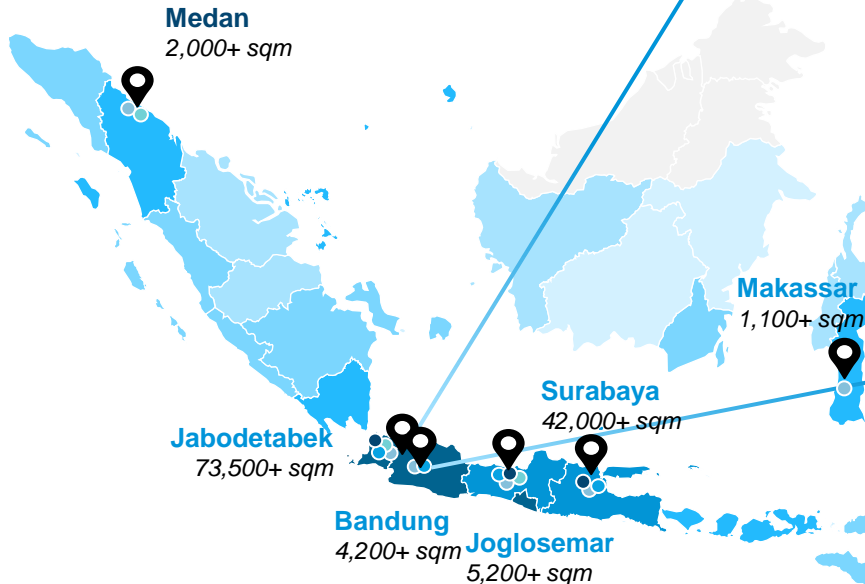 Medan
2,000+ sqm
Makassar
1,100+ sqm
Surabaya
42,000+ sqm
Jabodetabek
73,500+ sqm
Bandung
4,200+ sqm
Joglosemar
5,200+ sqm